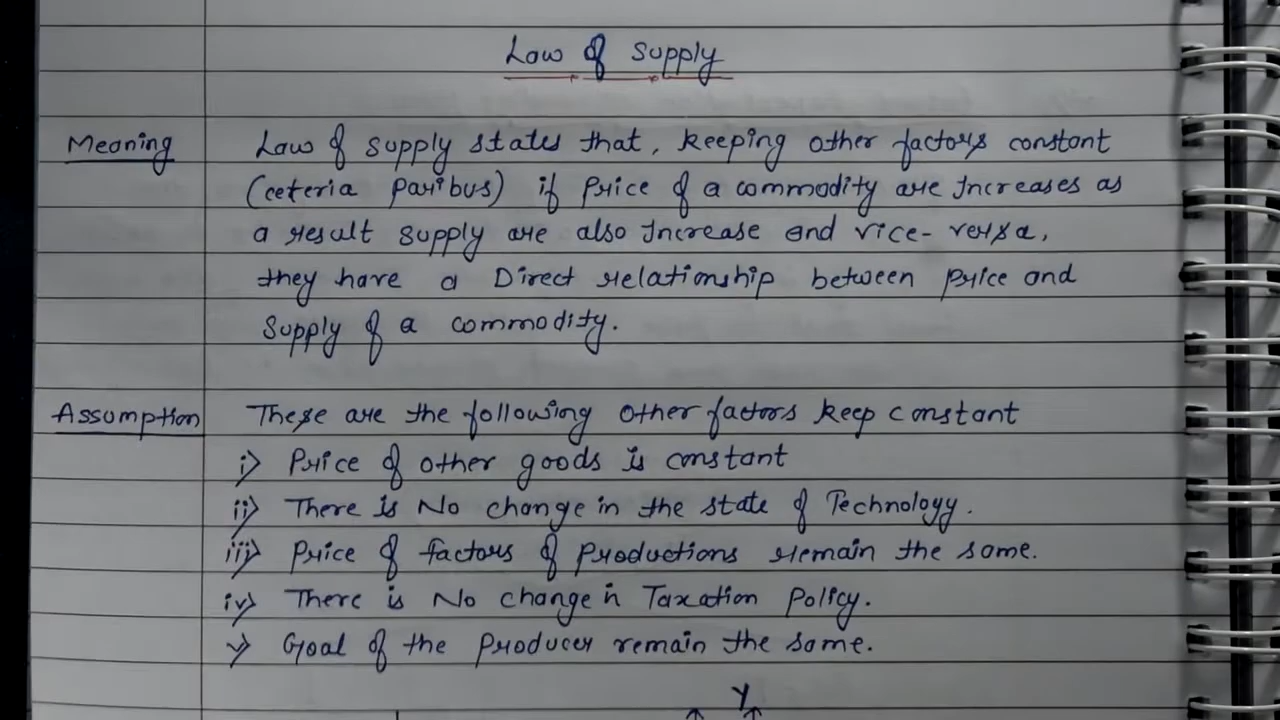 Law of Supply
Meaning Law of Supply states that, keeping other factors constant
(ceteria Paribus) if Price of a commodity are Increases as
a result supply are also Increase and vice-versa,
they have a Direct relationship between price and
Supply of a commodity.
Assumption These are the following other factors keep constant
i) Price of other goods is constant
ii) There is No change in the state of Technology.
iii) Price of factors of Productions remain the same.
iv) There is No change in Taxation Policy.
v) Goal of the Producer remain the same.
Y